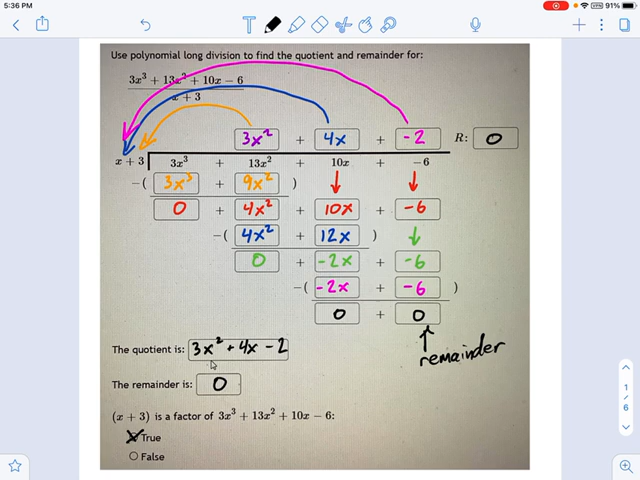 5:36 PM
VPN 91%
T
Use polynomial long division to find the quotient and remainder for:
3x³ + 13x² + 10x − 6
x + 3
3x² + 4x + -2 R: 0
x + 3 3x³ + 13x² + 10x + −6
−( 3x³ + 9x² )
0 + 4x² + 10x + -6
−( 4x² + 12x )
0 + -2x + -6
−( -2x + -6 )
0 + 0
remainder
The quotient is: 3x² + 4x - 2
The remainder is: 0
(x + 3) is a factor of 3x³ + 13x² + 10x − 6:
True
False
1
/
6